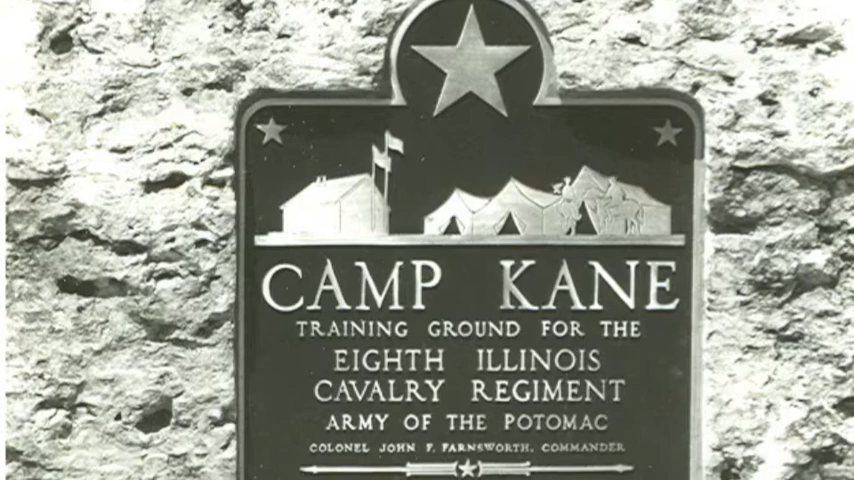 CAMP KANE
TRAINING GROUND FOR THE
EIGHTH ILLINOIS
CAVALRY REGIMENT
ARMY OF THE POTOMAC
COLONEL JOHN F. FARNSWORTH, COMMANDER